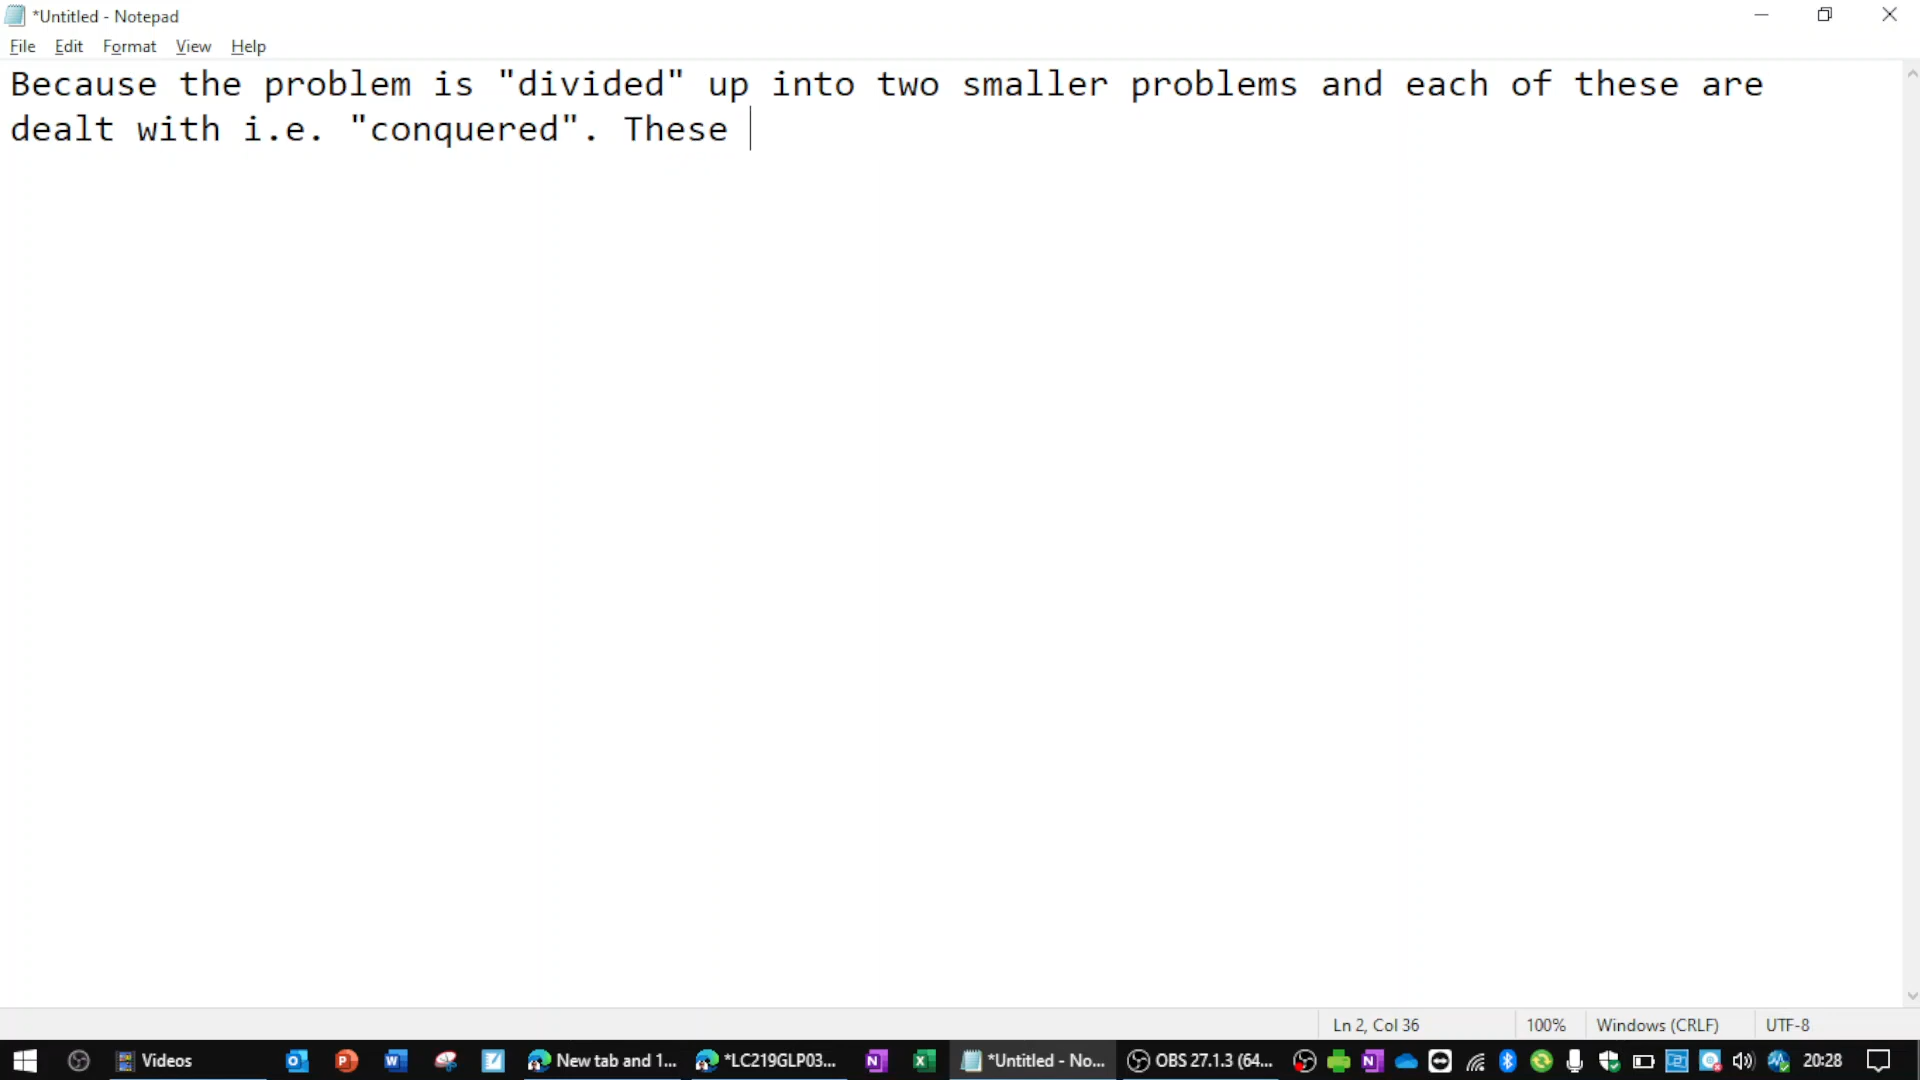 *Untitled - Notepad
File Edit Format View Help
Because the problem is "divided" up into two smaller problems and each of these are
dealt with i.e. "conquered". These
Ln 2, Col 36 100% Windows (CRLF) UTF-8
Videos New tab and 1... *LC219GLP03... *Untitled - No... OBS 27.1.3 (64... 20:28